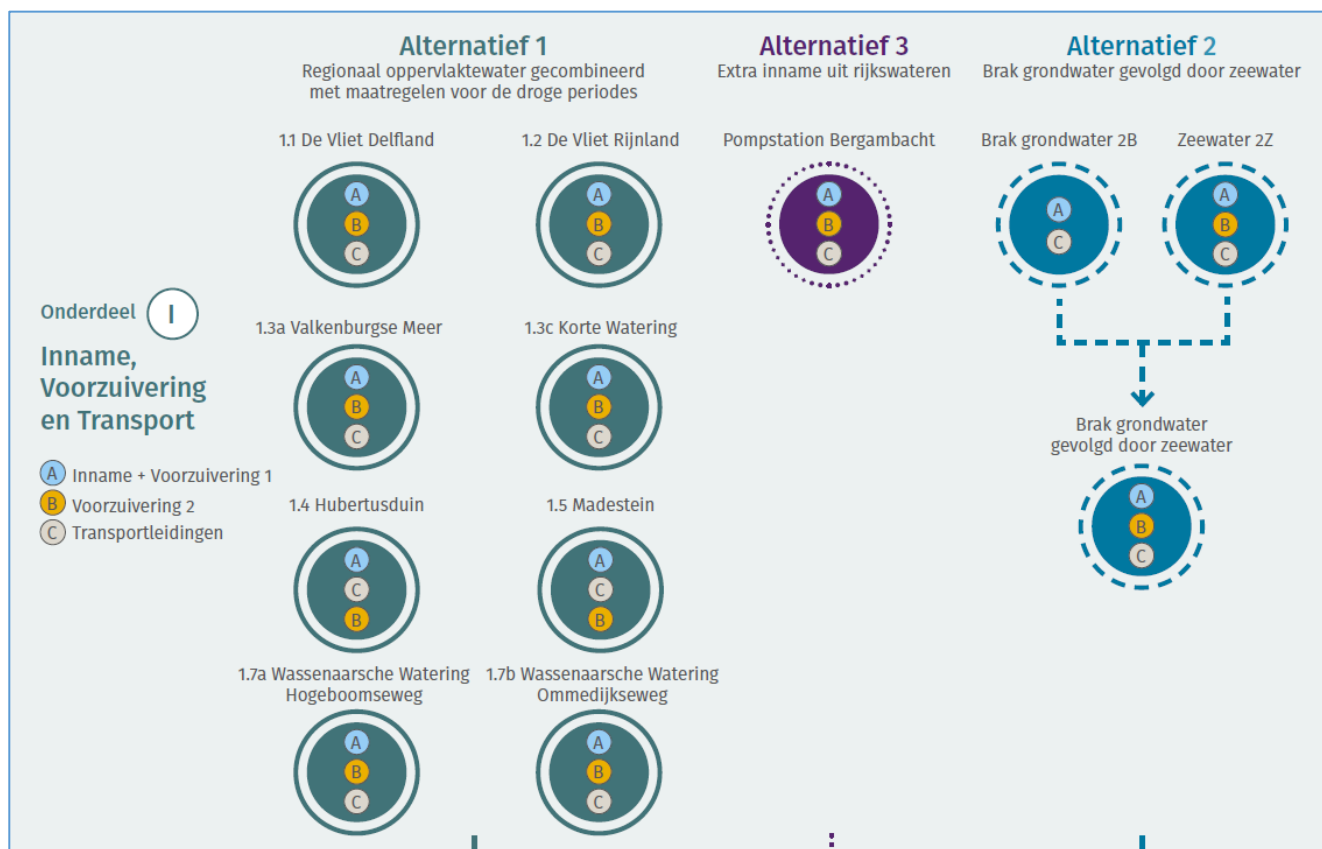 Alternatief 1
Regionaal oppervlaktewater gecombineerd
met maatregelen voor de droge periodes
Alternatief 3
Extra inname uit rijkswateren
Alternatief 2
Brak grondwater gevolgd door zeewater
1.1 De Vliet Delfland
A
B
C
1.2 De Vliet Rijnland
A
B
C
Pompstation Bergambacht
A
B
C
Brak grondwater 2B
A
C
Zeewater 2Z
A
B
C
Onderdeel I
Inname,
Voorzuivering
en Transport
A Inname + Voorzuivering 1
B Voorzuivering 2
C Transportleidingen
1.3a Valkenburgse Meer
A
B
C
1.3c Korte Watering
A
B
C
Brak grondwater
gevolgd door zeewater
A
B
C
1.4 Hubertusduin
A
C
B
1.5 Madestein
A
C
B
1.7a Wassenaarsche Watering
Hogeboomseweg
A
B
C
1.7b Wassenaarsche Watering
Ommedijkseweg
A
B
C